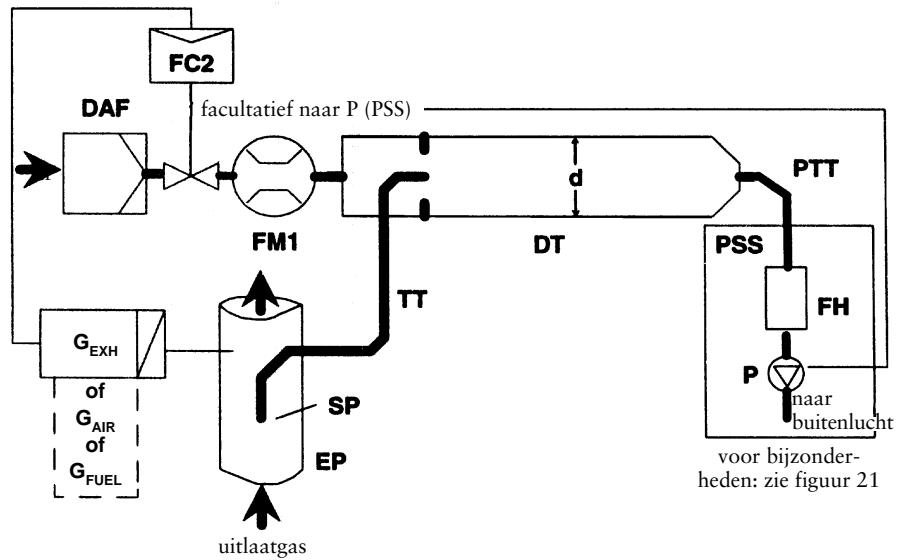 FC2
facultatief naar P (PSS)
DAF
d
PTT
FM1
DT
PSS
TT
FH
G_EXH
P
of
G_AIR
of
G_FUEL
SP
EP
naar
buitenlucht
voor bijzonder-
heden: zie figuur 21
uitlaatgas